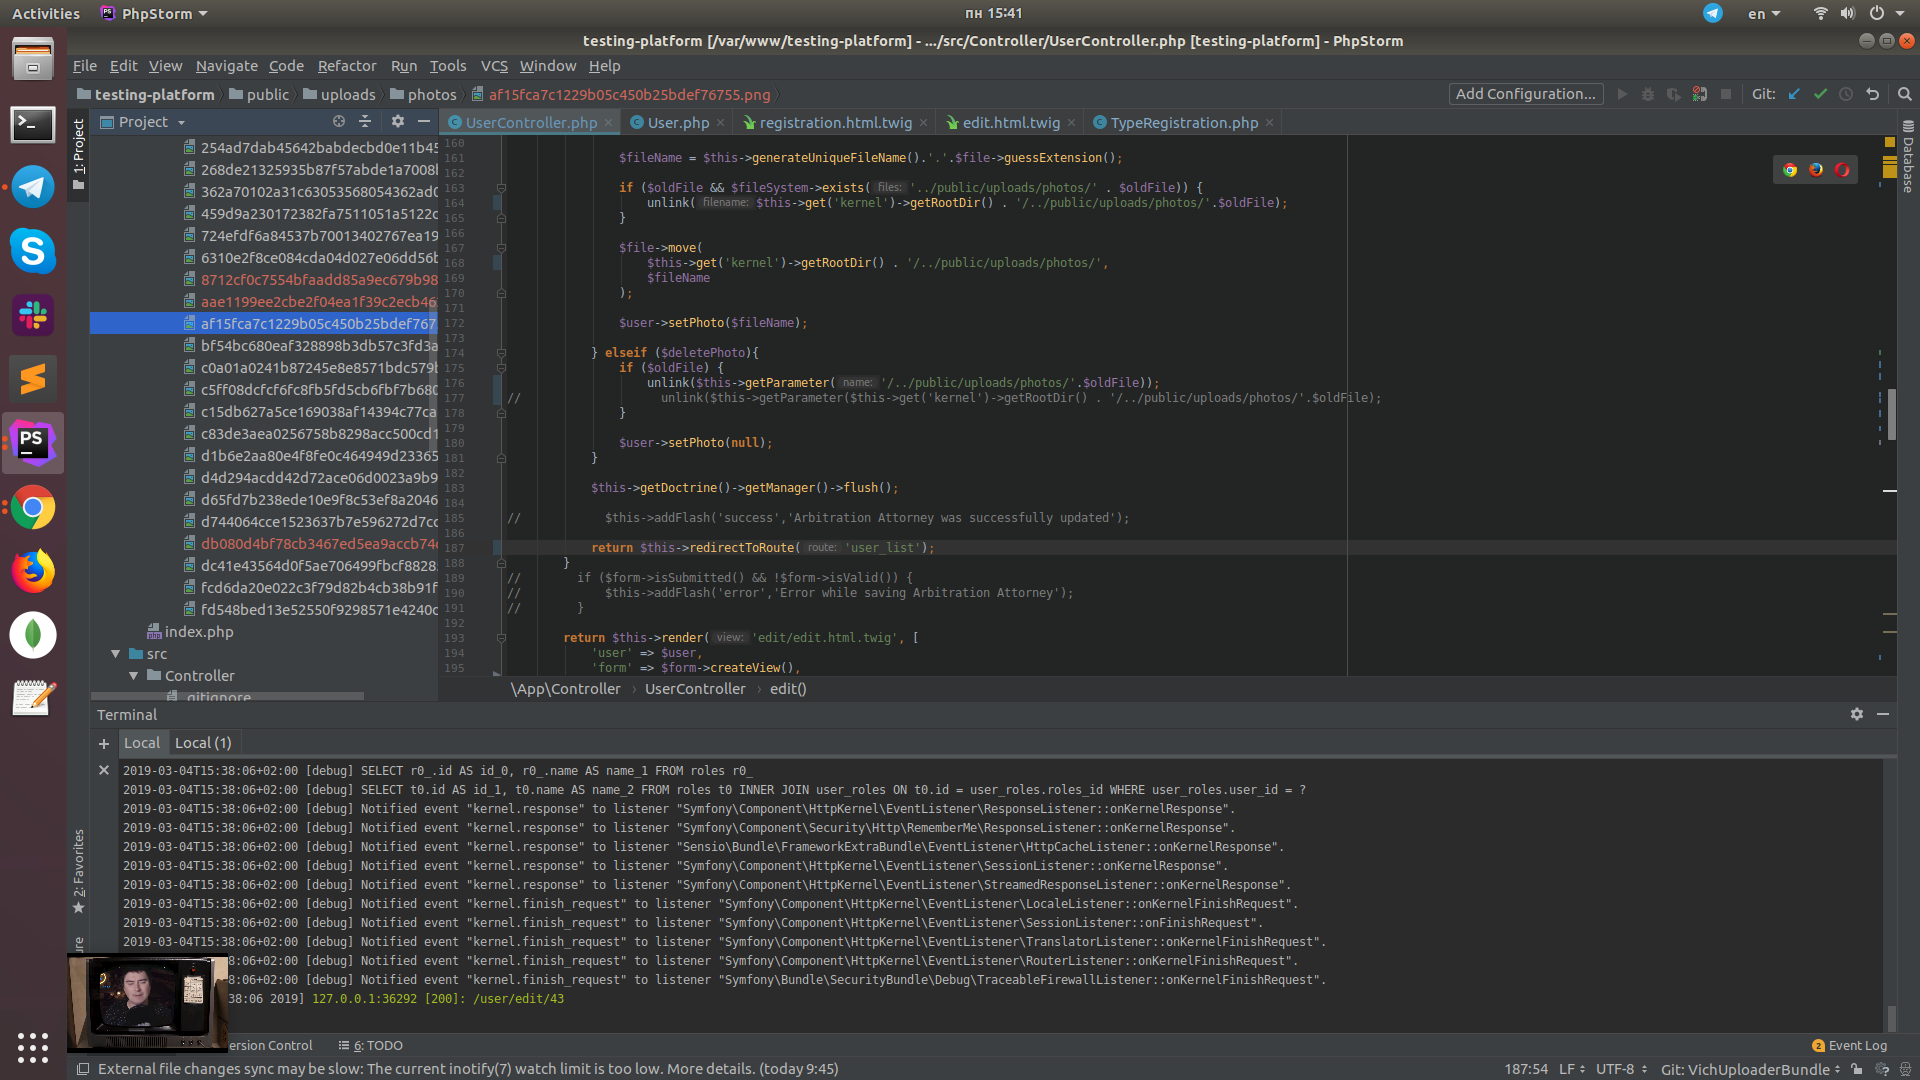 Activities PhpStorm пн 15:41 en
testing-platform [/var/www/testing-platform] - .../src/Controller/UserController.php [testing-platform] - PhpStorm
File Edit View Navigate Code Refactor Run Tools VCS Window Help
testing-platform public uploads photos af15fca7c1229b05c450b25bdef76755.png Add Configuration... Git:
1: Project
Project
UserController.php User.php registration.html.twig edit.html.twig TypeRegistration.php
Database
254ad7dab45642babdecbd0e11b45
268de21325935b87f57abde1a7008b
362a70102a31c63053568054362ad0
459d9a230172382fa7511051a5122c
724efdf6a84537b70013402767ea19
6310e2f8ce084cda04d027e06dd56b
8712cf0c7554bfaadd85a9ec679b98
aae1199ee2cbe2f04ea1f39c2ecb46
af15fca7c1229b05c450b25bdef767
bf54bc680eaf328898b3db57c3fd3a
c0a01a0241b87245e8e8571bdc579b
c5ff08dcfcf6fc8fb5fd5cb6fbf7b680
c15db627a5ce169038af14394c77ca
c83de3aea0256758b8298acc500cd1
d1b6e2aa80e4f8fe0c464949d23365
d4d294acdd42d72ace06d0023a9b9
d65fd7b238ede10e9f8c53ef8a2046
d744064cce1523637b7e596272d7cc
db080d4bf78cb3467ed5ea9accb74c
dc41e43564d0f5ae706499fbcf8828
fcd6da20e022c3f79d82b4cb38b91f
fd548bed13e52550f9298571e4240c
index.php
src
Controller
.gitignore
160
161 $fileName = $this->generateUniqueFileName().'.'.$file->guessExtension();
162
163 if ($oldFile && $fileSystem->exists( files: '../public/uploads/photos/' . $oldFile)) {
164 unlink( filename: $this->get('kernel')->getRootDir() . '/../public/uploads/photos/'.$oldFile);
165 }
166
167 $file->move(
168 $this->get('kernel')->getRootDir() . '/../public/uploads/photos/',
169 $fileName
170 );
171
172 $user->setPhoto($fileName);
173
174 } elseif ($deletePhoto){
175 if ($oldFile) {
176 unlink($this->getParameter( name: '/../public/uploads/photos/'.$oldFile));
177 // unlink($this->getParameter($this->get('kernel')->getRootDir() . '/../public/uploads/photos/'.$oldFile);
178 }
179
180 $user->setPhoto(null);
181 }
182
183 $this->getDoctrine()->getManager()->flush();
184
185 // $this->addFlash('success','Arbitration Attorney was successfully updated');
186
187 return $this->redirectToRoute( route: 'user_list');
188 }
189 // if ($form->isSubmitted() && !$form->isValid()) {
190 // $this->addFlash('error','Error while saving Arbitration Attorney');
191 // }
192
193 return $this->render( view: 'edit/edit.html.twig', [
194 'user' => $user,
195 'form' => $form->createView(),
\App\Controller › UserController › edit()
Terminal
Local Local (1)
2019-03-04T15:38:06+02:00 [debug] SELECT r0_.id AS id_0, r0_.name AS name_1 FROM roles r0_
2019-03-04T15:38:06+02:00 [debug] SELECT t0.id AS id_1, t0.name AS name_2 FROM roles t0 INNER JOIN user_roles ON t0.id = user_roles.roles_id WHERE user_roles.user_id = ?
2019-03-04T15:38:06+02:00 [debug] Notified event "kernel.response" to listener "Symfony\Component\HttpKernel\EventListener\ResponseListener::onKernelResponse".
2019-03-04T15:38:06+02:00 [debug] Notified event "kernel.response" to listener "Symfony\Component\Security\Http\RememberMe\ResponseListener::onKernelResponse".
2019-03-04T15:38:06+02:00 [debug] Notified event "kernel.response" to listener "Sensio\Bundle\FrameworkExtraBundle\EventListener\HttpCacheListener::onKernelResponse".
2019-03-04T15:38:06+02:00 [debug] Notified event "kernel.response" to listener "Symfony\Component\HttpKernel\EventListener\SessionListener::onKernelResponse".
2019-03-04T15:38:06+02:00 [debug] Notified event "kernel.response" to listener "Symfony\Component\HttpKernel\EventListener\StreamedResponseListener::onKernelResponse".
2019-03-04T15:38:06+02:00 [debug] Notified event "kernel.finish_request" to listener "Symfony\Component\HttpKernel\EventListener\LocaleListener::onKernelFinishRequest".
2019-03-04T15:38:06+02:00 [debug] Notified event "kernel.finish_request" to listener "Symfony\Component\HttpKernel\EventListener\SessionListener::onFinishRequest".
2019-03-04T15:38:06+02:00 [debug] Notified event "kernel.finish_request" to listener "Symfony\Component\HttpKernel\EventListener\TranslatorListener::onKernelFinishRequest".
38:06+02:00 [debug] Notified event "kernel.finish_request" to listener "Symfony\Component\HttpKernel\EventListener\RouterListener::onKernelFinishRequest".
38:06+02:00 [debug] Notified event "kernel.finish_request" to listener "Symfony\Bundle\SecurityBundle\Debug\TraceableFirewallListener::onKernelFinishRequest".
38:06 2019] 127.0.0.1:36292 [200]: /user/edit/43
2: Favorites
ersion Control 6: TODO 2 Event Log
External file changes sync may be slow: The current inotify(7) watch limit is too low. More details. (today 9:45) 187:54 LF UTF-8 Git: VichUploaderBundle